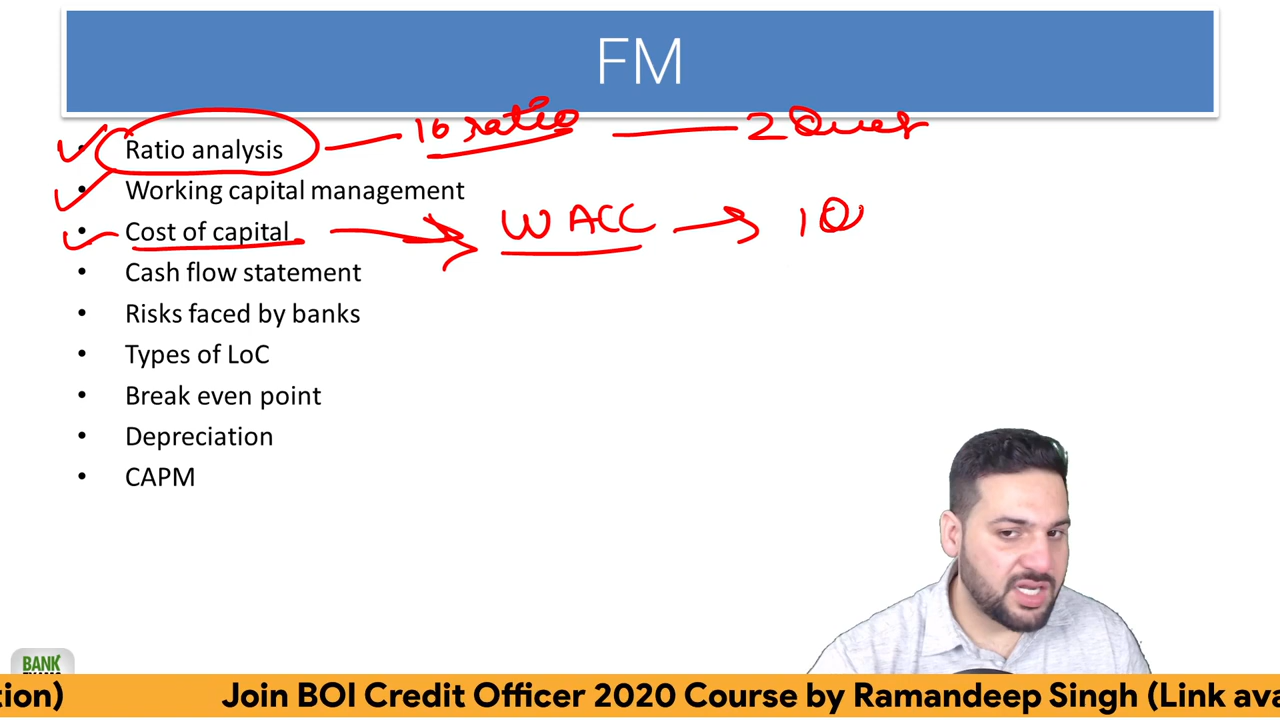 FM
Ratio analysis 16 ratio 2 Ques
Working capital management
Cost of capital WACC 1Q
Cash flow statement
Risks faced by banks
Types of LoC
Break even point
Depreciation
CAPM
BANK
tion) Join BOI Credit Officer 2020 Course by Ramandeep Singh (Link ava